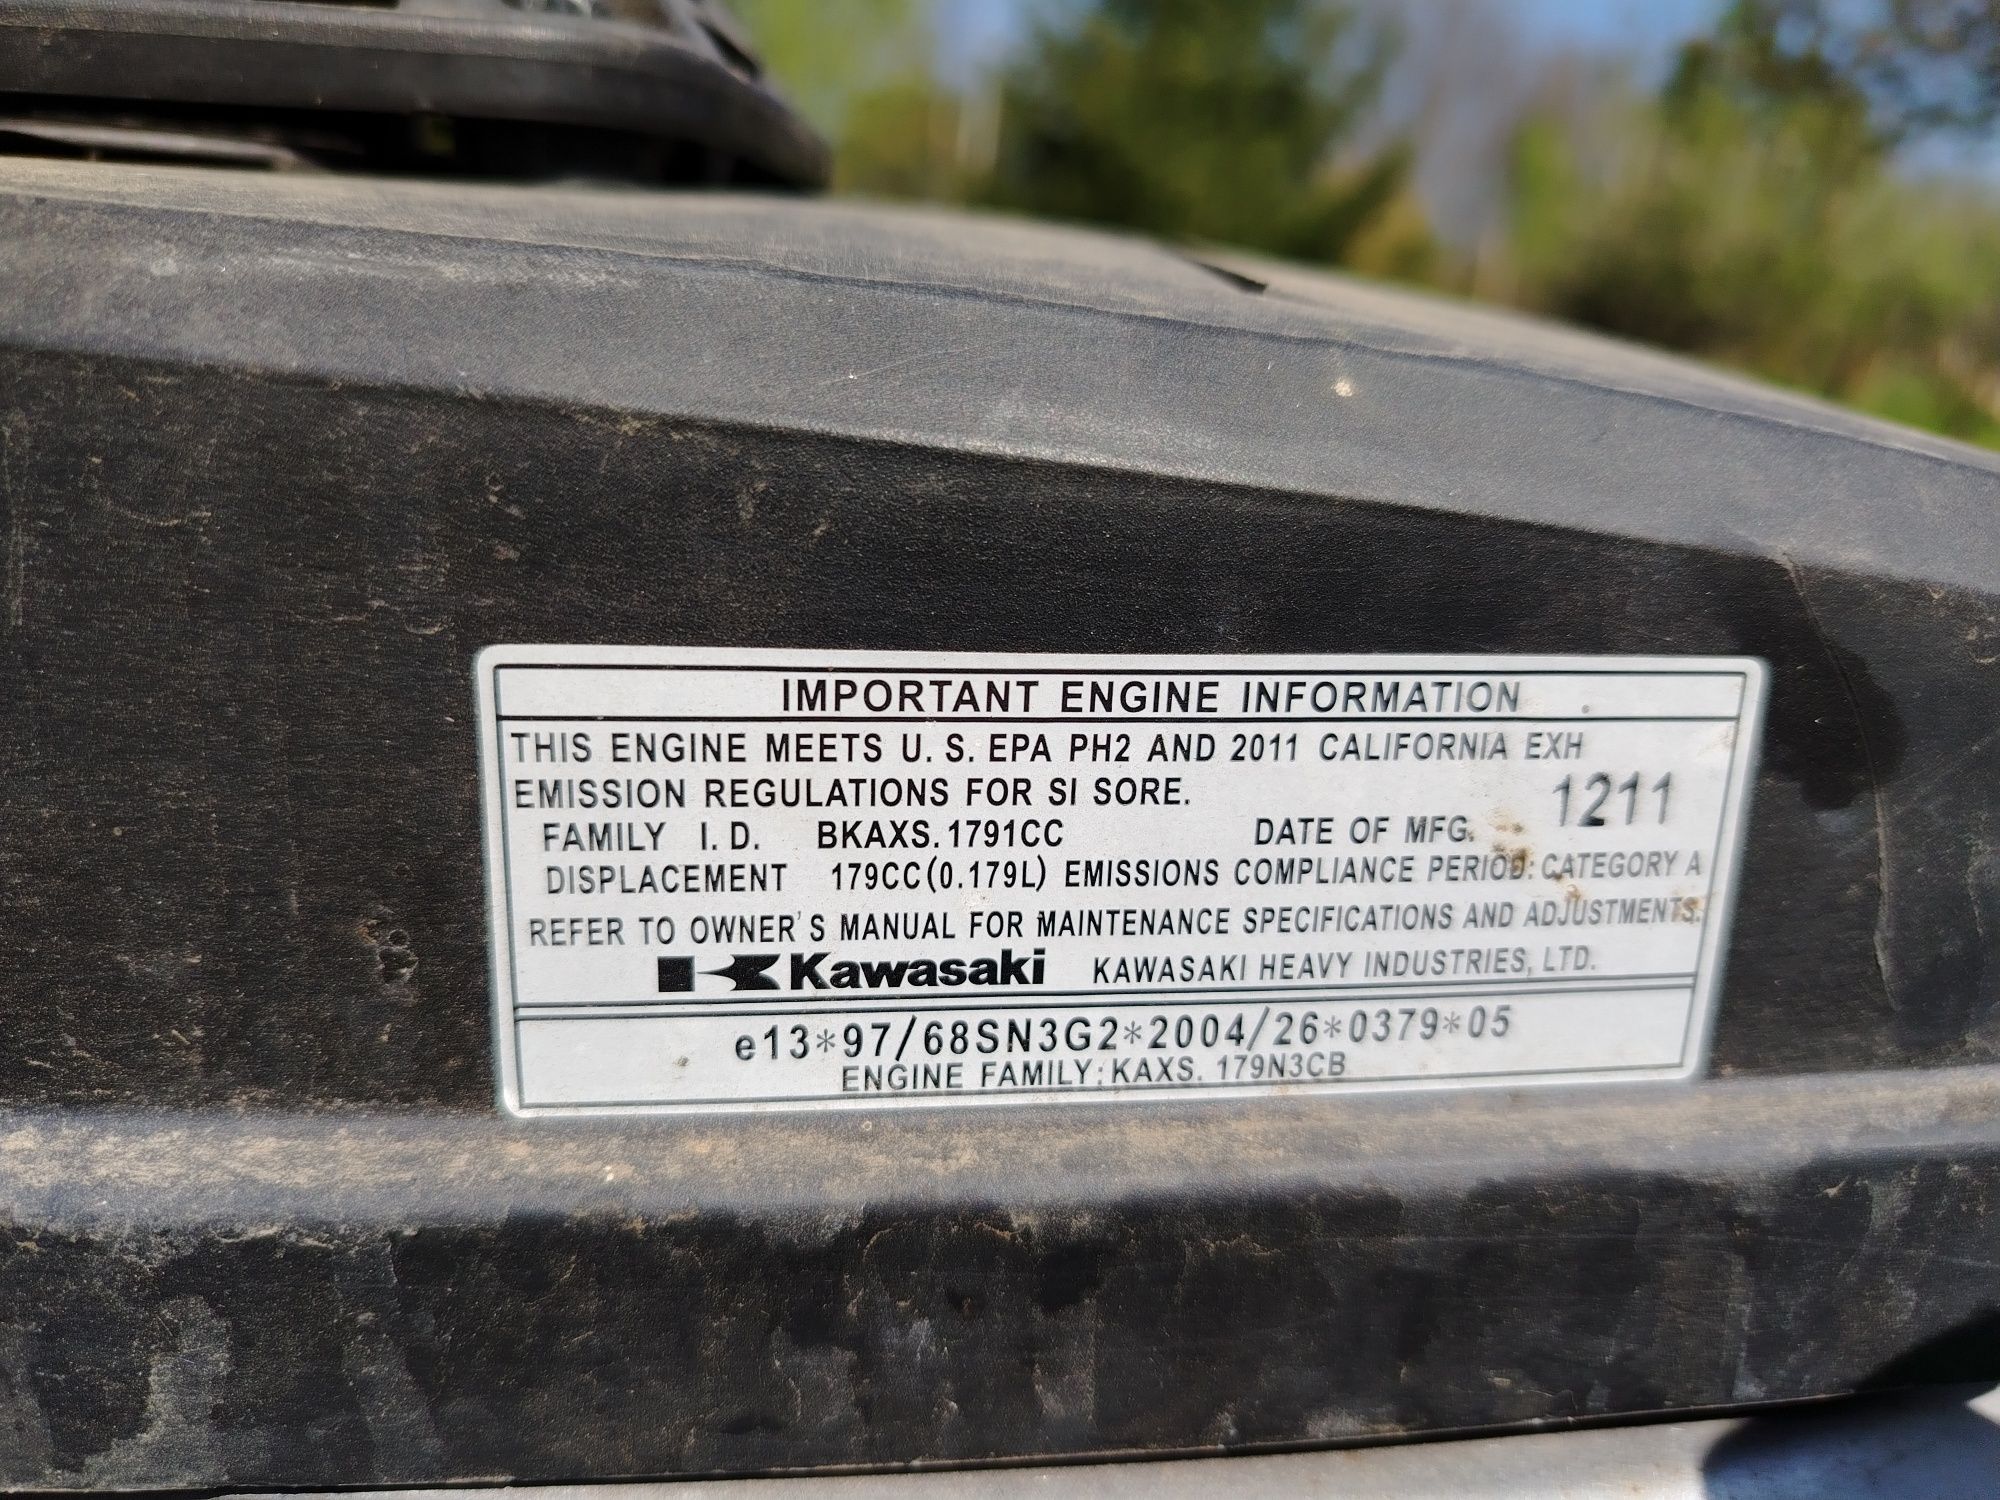 IMPORTANT ENGINE INFORMATION
THIS ENGINE MEETS U. S. EPA PH2 AND 2011 CALIFORNIA EXH
EMISSION REGULATIONS FOR SI SORE.
FAMILY I. D. BKAXS. 1791CC DATE OF MFG. 1211
DISPLACEMENT 179CC(0.179L) EMISSIONS COMPLIANCE PERIOD: CATEGORY A
REFER TO OWNER'S MANUAL FOR MAINTENANCE SPECIFICATIONS AND ADJUSTMENTS.
Kawasaki KAWASAKI HEAVY INDUSTRIES, LTD.
e13*97/68SN3G2*2004/26*0379*05
ENGINE FAMILY: KAXS. 179N3CB